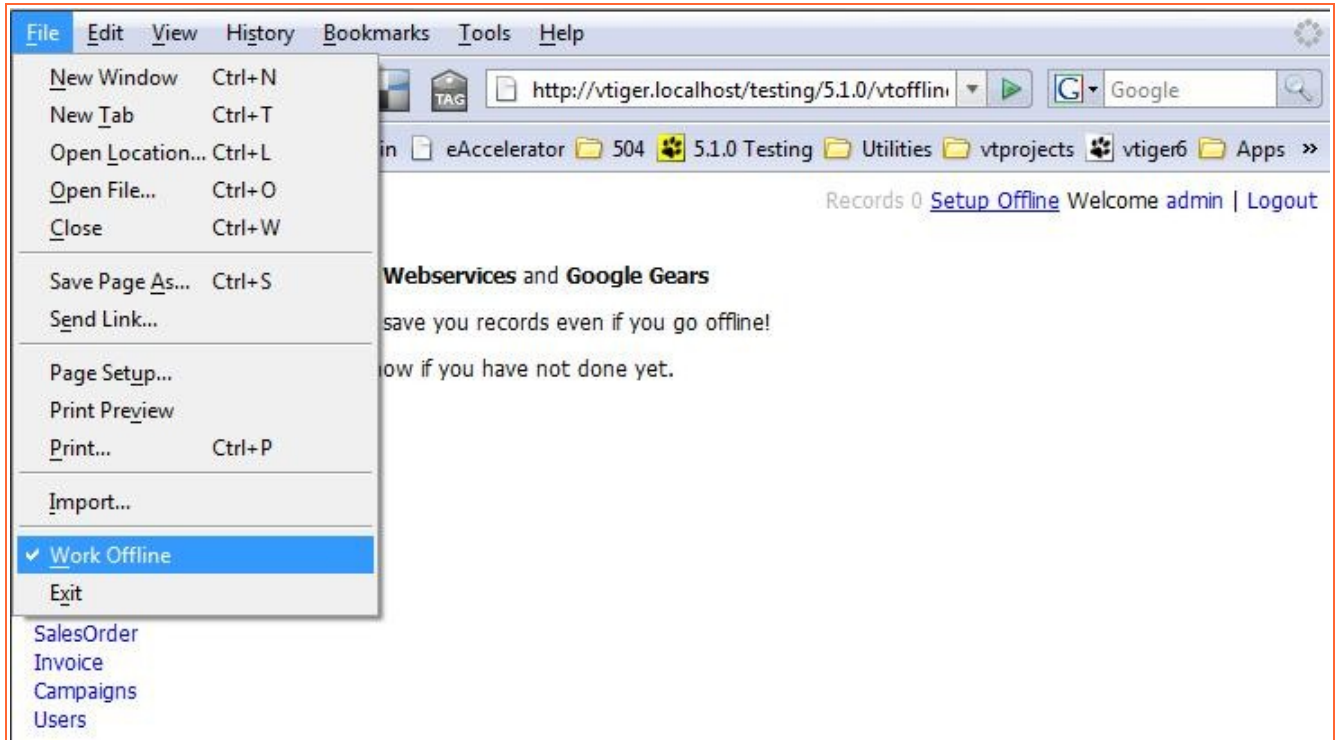 File Edit View History Bookmarks Tools Help
New Window Ctrl+N
New Tab Ctrl+T
Open Location... Ctrl+L
Open File... Ctrl+O
Close Ctrl+W
Save Page As... Ctrl+S
Send Link...
Page Setup...
Print Preview
Print... Ctrl+P
Import...
Work Offline
Exit
TAG
http://vtiger.localhost/testing/5.1.0/vtofflin
G Google
in eAccelerator 504 5.1.0 Testing Utilities vtprojects vtiger6 Apps »
Records 0 Setup Offline Welcome admin | Logout
Webservices and Google Gears
save you records even if you go offline!
ow if you have not done yet.
SalesOrder
Invoice
Campaigns
Users